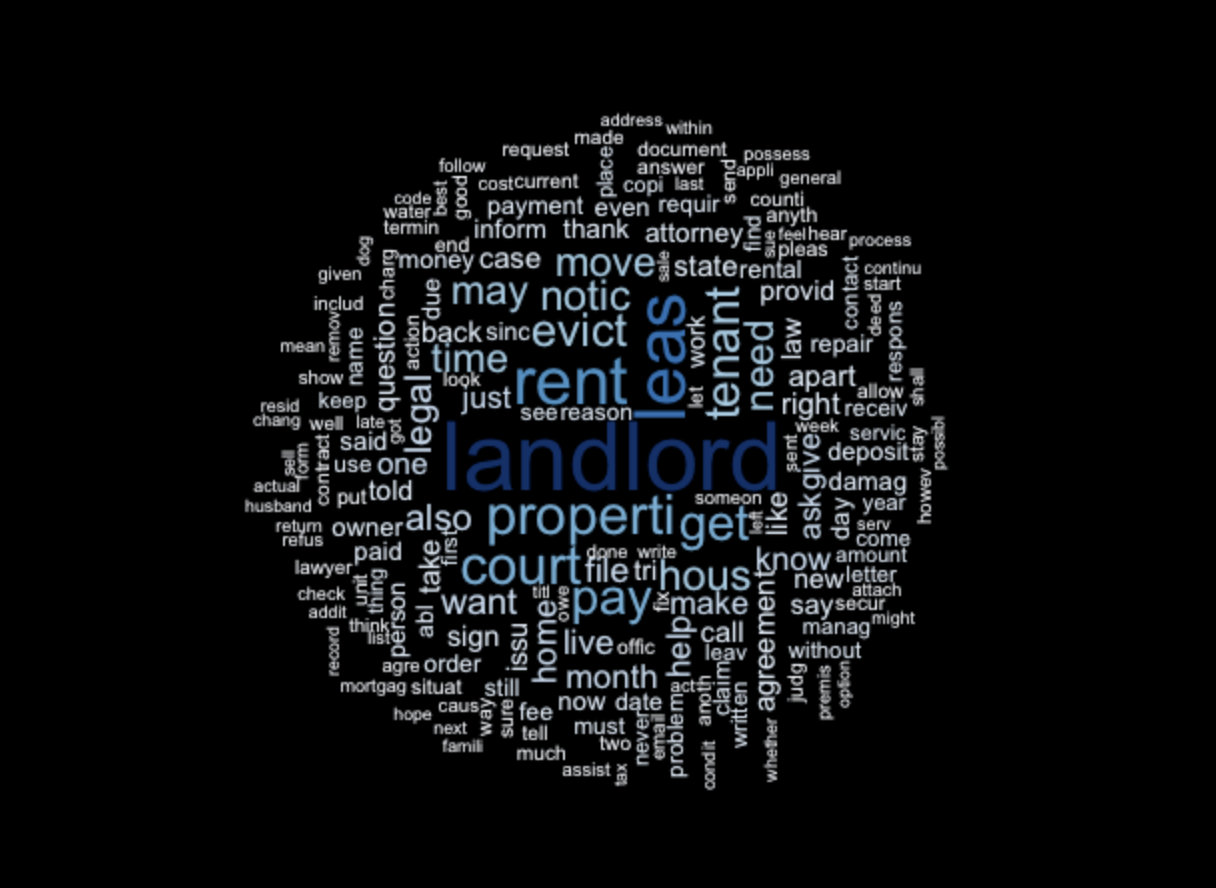 address
within
made
request
document
possess
follow
place
answer
send
appli
general
cost
current
copi
last
code
best
good
water
payment
even
requir
counti
anyth
termin
inform
thank
attorney
find
sue
feel
hear
pleas
process
dog
end
money
case
move
sale
state
rental
contact
continu
given
charg
due
may
notic
provid
start
includ
question
action
back
sinc
evict
leas
tenant
need
law
deed
respons
remov
work
repair
mean
name
time
rent
let
apart
show
look
legal
just
see
reason
right
allow
shall
resid
keep
receiv
chang
well
late
got
said
landlord
sent
week
servic
stay
possibl
sell
form
contract
use
one
give
deposit
actual
put
told
someon
damag
husband
also
properti
get
left
like
ask
day
year
howev
return
owner
serv
refus
paid
first
come
lawyer
court
done
write
know
amount
take
file
tri
hous
new
letter
check
unit
thing
attach
addit
person
abl
want
titl
owe
pay
fix
make
say
secur
might
think
list
sign
issu
home
live
offic
help
call
agreement
manag
record
leav
without
agre
order
month
act
claim
judg
premis
option
mortgag
situat
still
now
date
anoth
written
hope
caus
way
sure
fee
must
never
email
problem
next
tell
famili
much
two
condit
whether
assist
tax